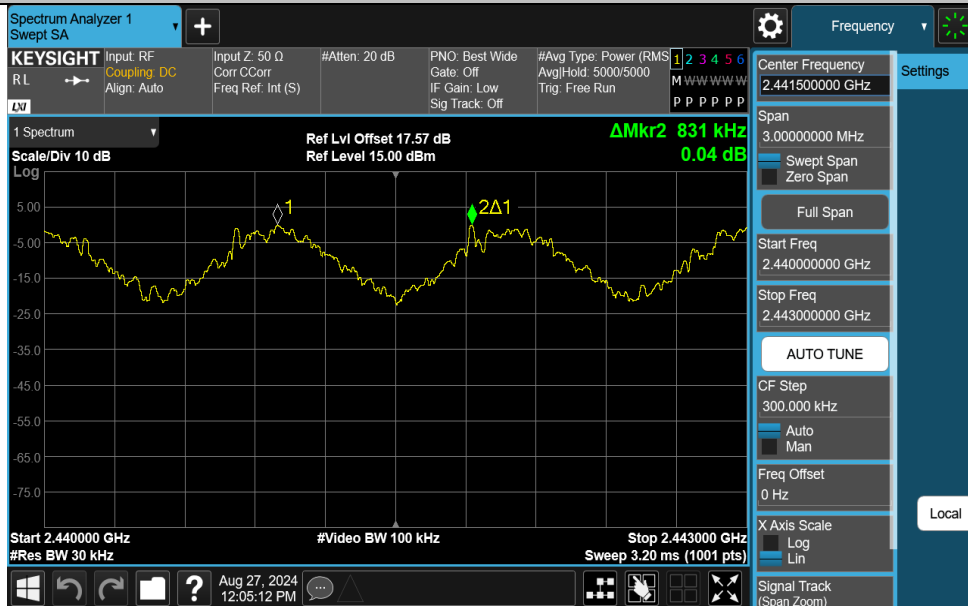 Spectrum Analyzer 1
Swept SA
+
Frequency
KEYSIGHT
RL
LXI
Input: RF
Coupling: DC
Align: Auto
Input Z: 50 Ω
Corr CCorr
Freq Ref: Int (S)
#Atten: 20 dB
PNO: Best Wide
Gate: Off
IF Gain: Low
Sig Track: Off
#Avg Type: Power (RMS
Avg|Hold: 5000/5000
Trig: Free Run
1 2 3 4 5 6
M W W W W W
P P P P P P
1 Spectrum
Scale/Div 10 dB
Log
Ref Lvl Offset 17.57 dB
Ref Level 15.00 dBm
ΔMkr2 831 kHz
0.04 dB
1
2Δ1
5.00
-5.00
-15.0
-25.0
-35.0
-45.0
-55.0
-65.0
-75.0
Start 2.440000 GHz
#Res BW 30 kHz
#Video BW 100 kHz
Stop 2.443000 GHz
Sweep 3.20 ms (1001 pts)
?
Aug 27, 2024
12:05:12 PM
Center Frequency
2.441500000 GHz
Span
3.00000000 MHz
Swept Span
Zero Span
Full Span
Start Freq
2.440000000 GHz
Stop Freq
2.443000000 GHz
AUTO TUNE
CF Step
300.000 kHz
Auto
Man
Freq Offset
0 Hz
X Axis Scale
Log
Lin
Signal Track
(Span Zoom)
Settings
Local